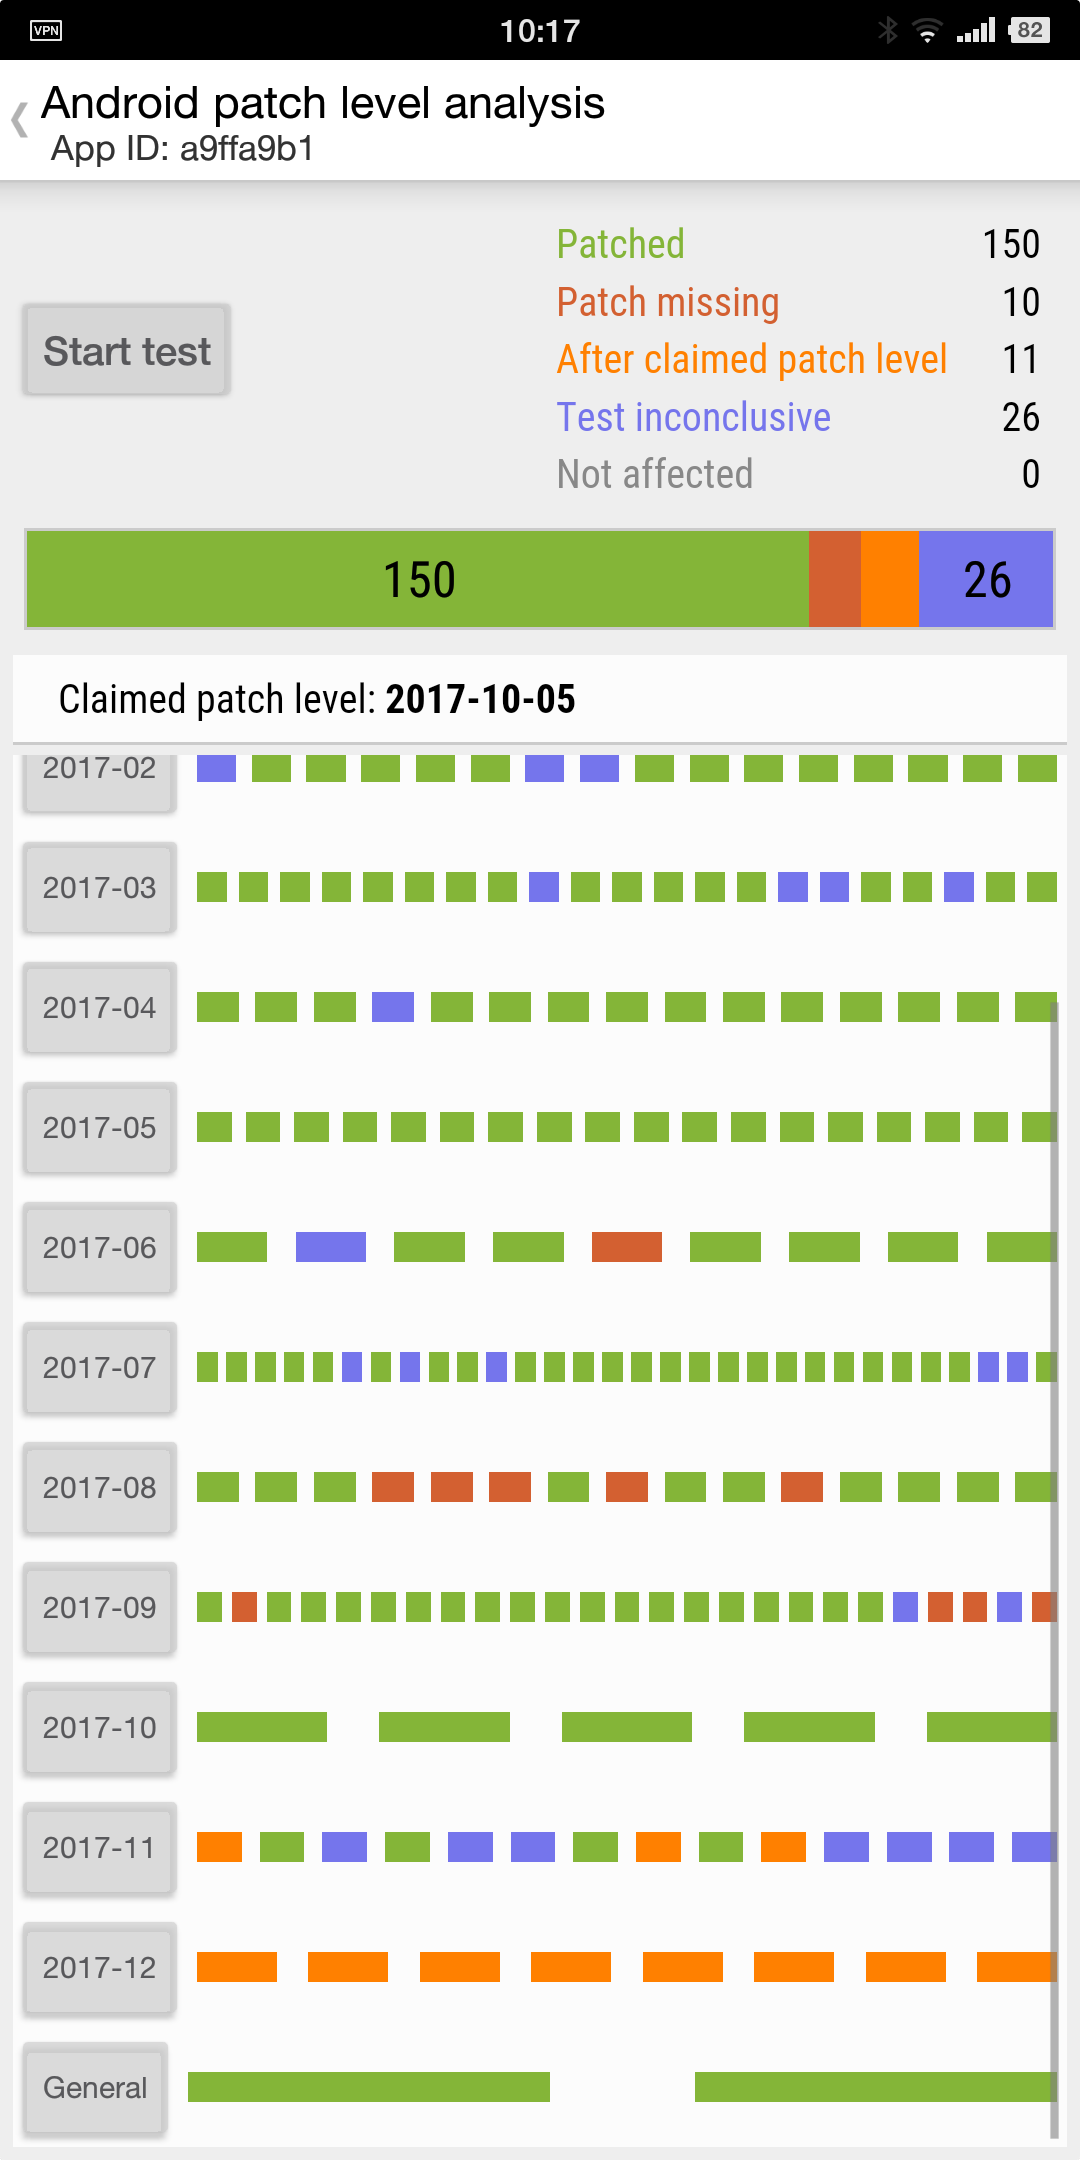 VPN 10:17 82
Android patch level analysis
App ID: a9ffa9b1
Start test
Patched 150
Patch missing 10
After claimed patch level 11
Test inconclusive 26
Not affected 0
150 26
Claimed patch level: 2017-10-05
2017-02
2017-03
2017-04
2017-05
2017-06
2017-07
2017-08
2017-09
2017-10
2017-11
2017-12
General